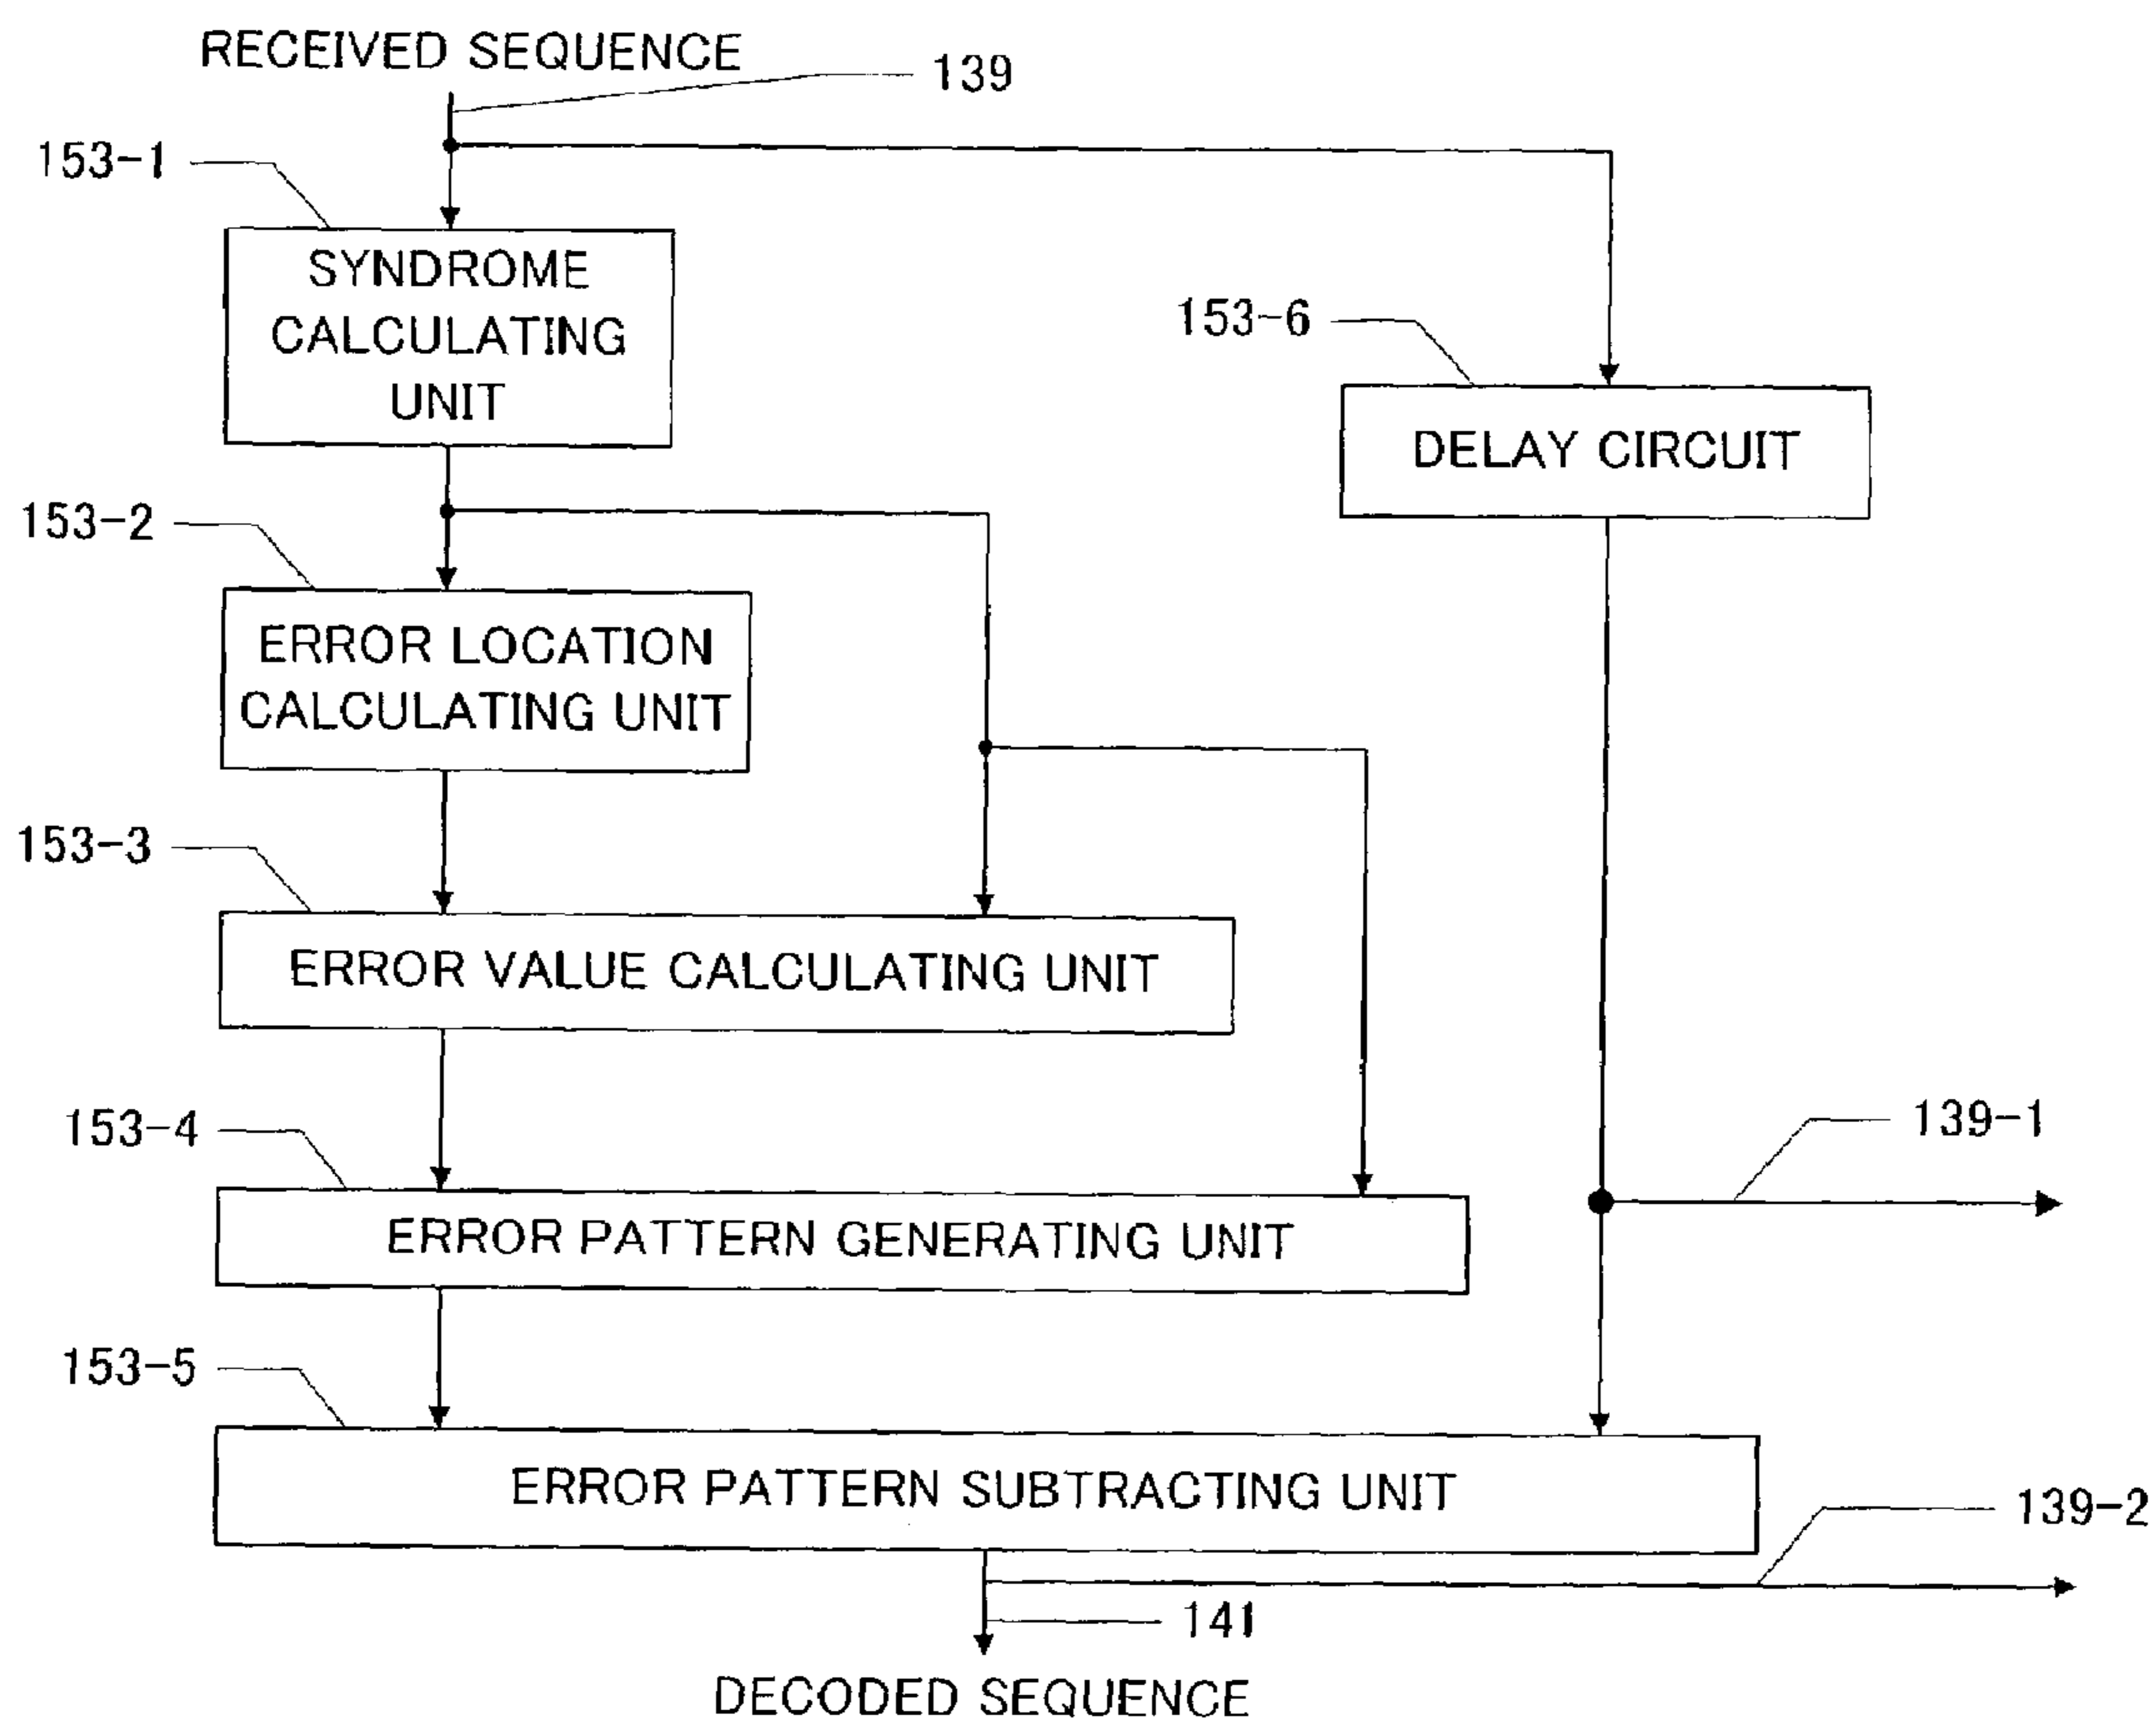 RECEIVED SEQUENCE
139
153-1
SYNDROME
CALCULATING
UNIT
153-6
DELAY CIRCUIT
153-2
ERROR LOCATION
CALCULATING UNIT
153-3
ERROR VALUE CALCULATING UNIT
153-4
139-1
ERROR PATTERN GENERATING UNIT
153-5
ERROR PATTERN SUBTRACTING UNIT
139-2
141
DECODED SEQUENCE